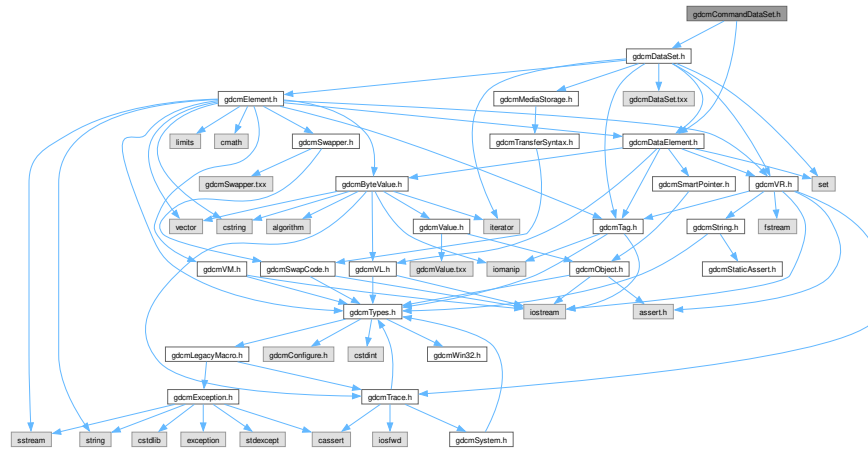 gdcmCommandDataSet.h
gdcmDataSet.h
gdcmElement.h
gdcmMediaStorage.h
gdcmDataSet.txx
limits
cmath
gdcmSwapper.h
gdcmTransferSyntax.h
gdcmDataElement.h
gdcmSwapper.txx
gdcmByteValue.h
gdcmSmartPointer.h
gdcmVR.h
set
vector
cstring
algorithm
gdcmValue.h
iterator
gdcmTag.h
gdcmString.h
fstream
gdcmVM.h
gdcmSwapCode.h
gdcmVL.h
gdcmValue.txx
iomanip
gdcmObject.h
gdcmStaticAssert.h
gdcmTypes.h
iostream
assert.h
gdcmLegacyMacro.h
gdcmConfigure.h
cstdint
gdcmWin32.h
gdcmException.h
gdcmTrace.h
sstream
string
cstdlib
exception
stdexcept
cassert
iosfwd
gdcmSystem.h